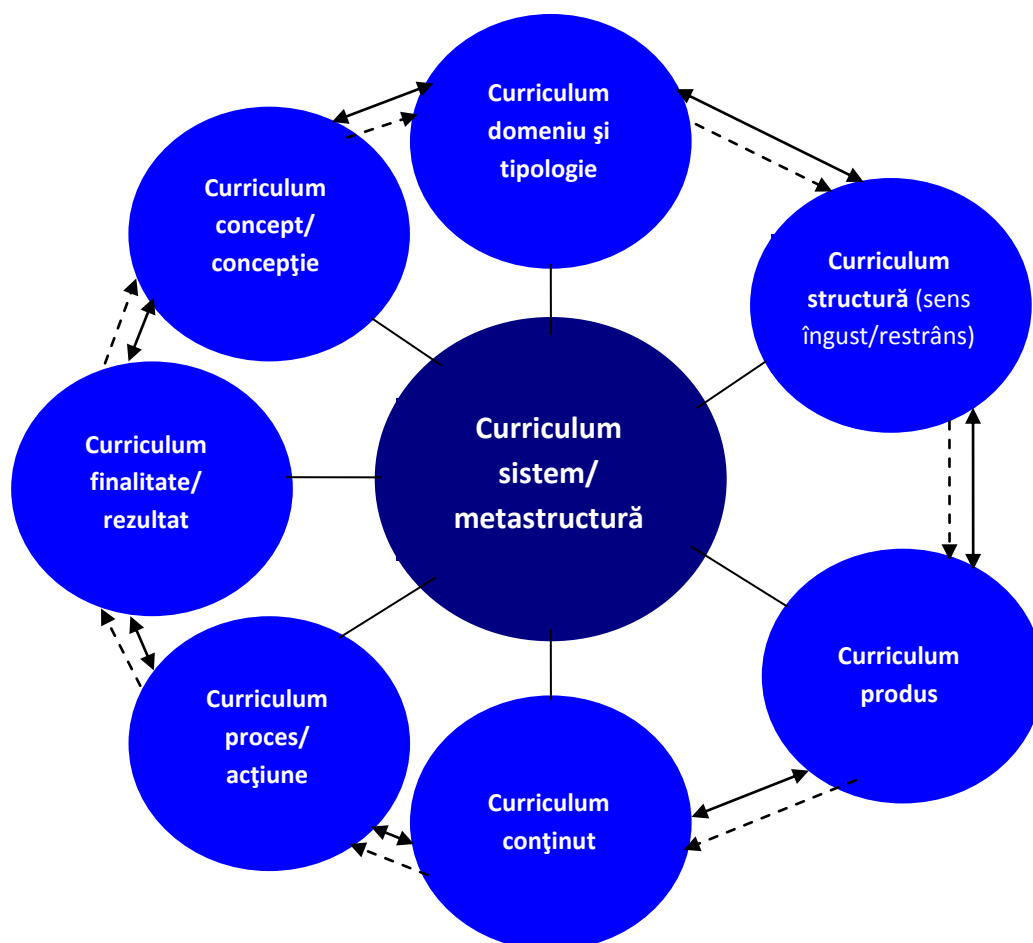 Curriculum
domeniu şi
tipologie
Curriculum
concept/
concepţie
Curriculum
structură (sens
îngust/restrâns)
Curriculum
sistem/
metastructură
Curriculum
finalitate/
rezultat
Curriculum
produs
Curriculum
proces/
acţiune
Curriculum
conţinut